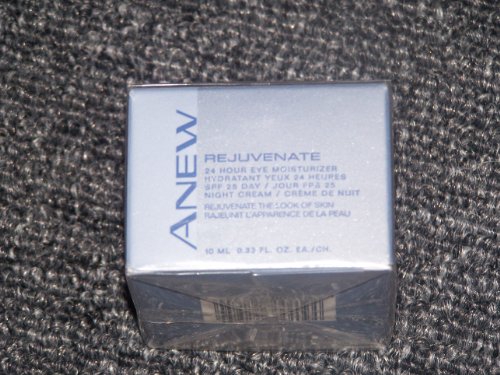 ANEW
REJUVENATE
24 HOUR EYE MOISTURIZER
HYDRATANT YEUX 24 HEURES
SPF 25 DAY / JOUR FPS 25
NIGHT CREAM / CRÈME DE NUIT
REJUVENATE THE LOOK OF SKIN
RAJEUNIT L'APPARENCE DE LA PEAU
10 ML 0.33 FL. OZ. EA./CH.